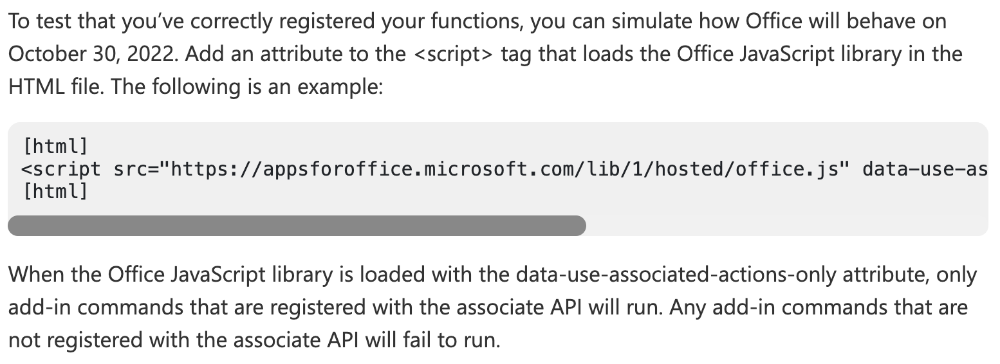 To test that you’ve correctly registered your functions, you can simulate how Office will behave on
October 30, 2022. Add an attribute to the <script> tag that loads the Office JavaScript library in the
HTML file. The following is an example:
[html]
<script src="https://appsforoffice.microsoft.com/lib/1/hosted/office.js" data-use-as
[html]
When the Office JavaScript library is loaded with the data-use-associated-actions-only attribute, only
add-in commands that are registered with the associate API will run. Any add-in commands that are
not registered with the associate API will fail to run.